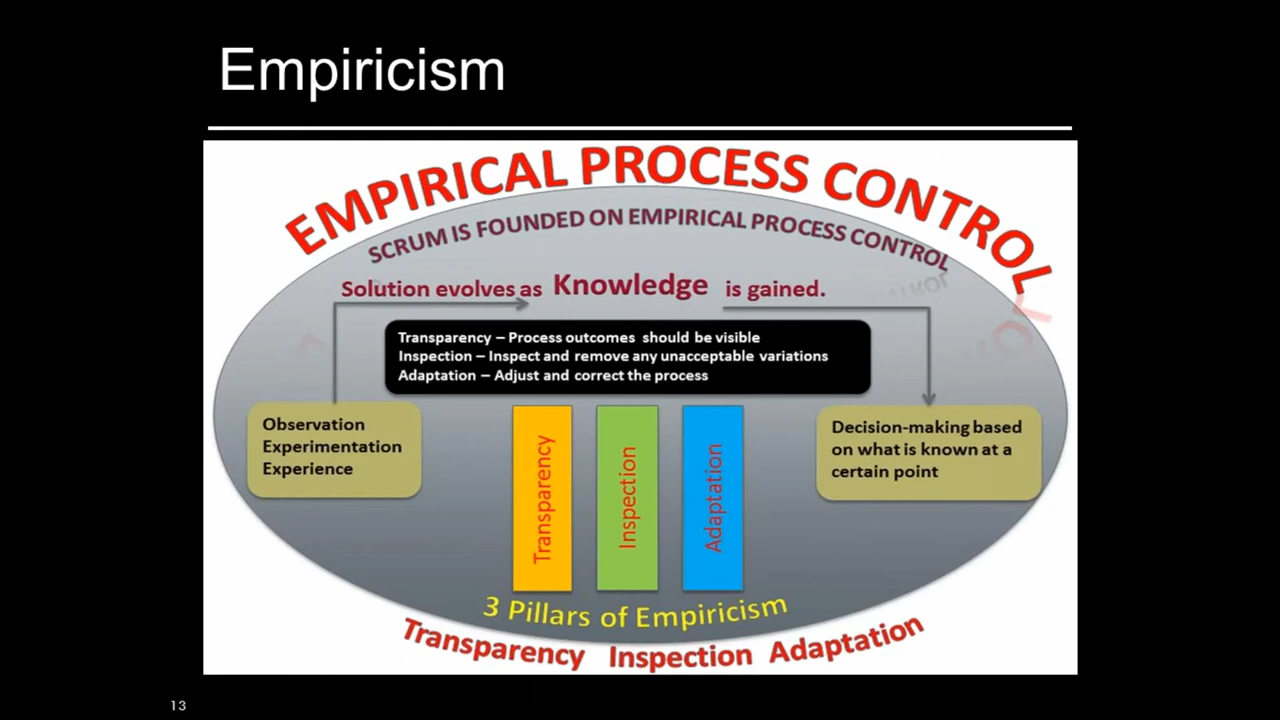 Empiricism
EMPIRICAL PROCESS CONTROL
SCRUM IS FOUNDED ON EMPIRICAL PROCESS CONTROL
Solution evolves as Knowledge is gained.
Transparency – Process outcomes should be visible
Inspection – Inspect and remove any unacceptable variations
Adaptation – Adjust and correct the process
Observation
Experimentation
Experience
Transparency
Inspection
Adaptation
Decision-making based
on what is known at a
certain point
3 Pillars of Empiricism
Transparency Inspection Adaptation
13